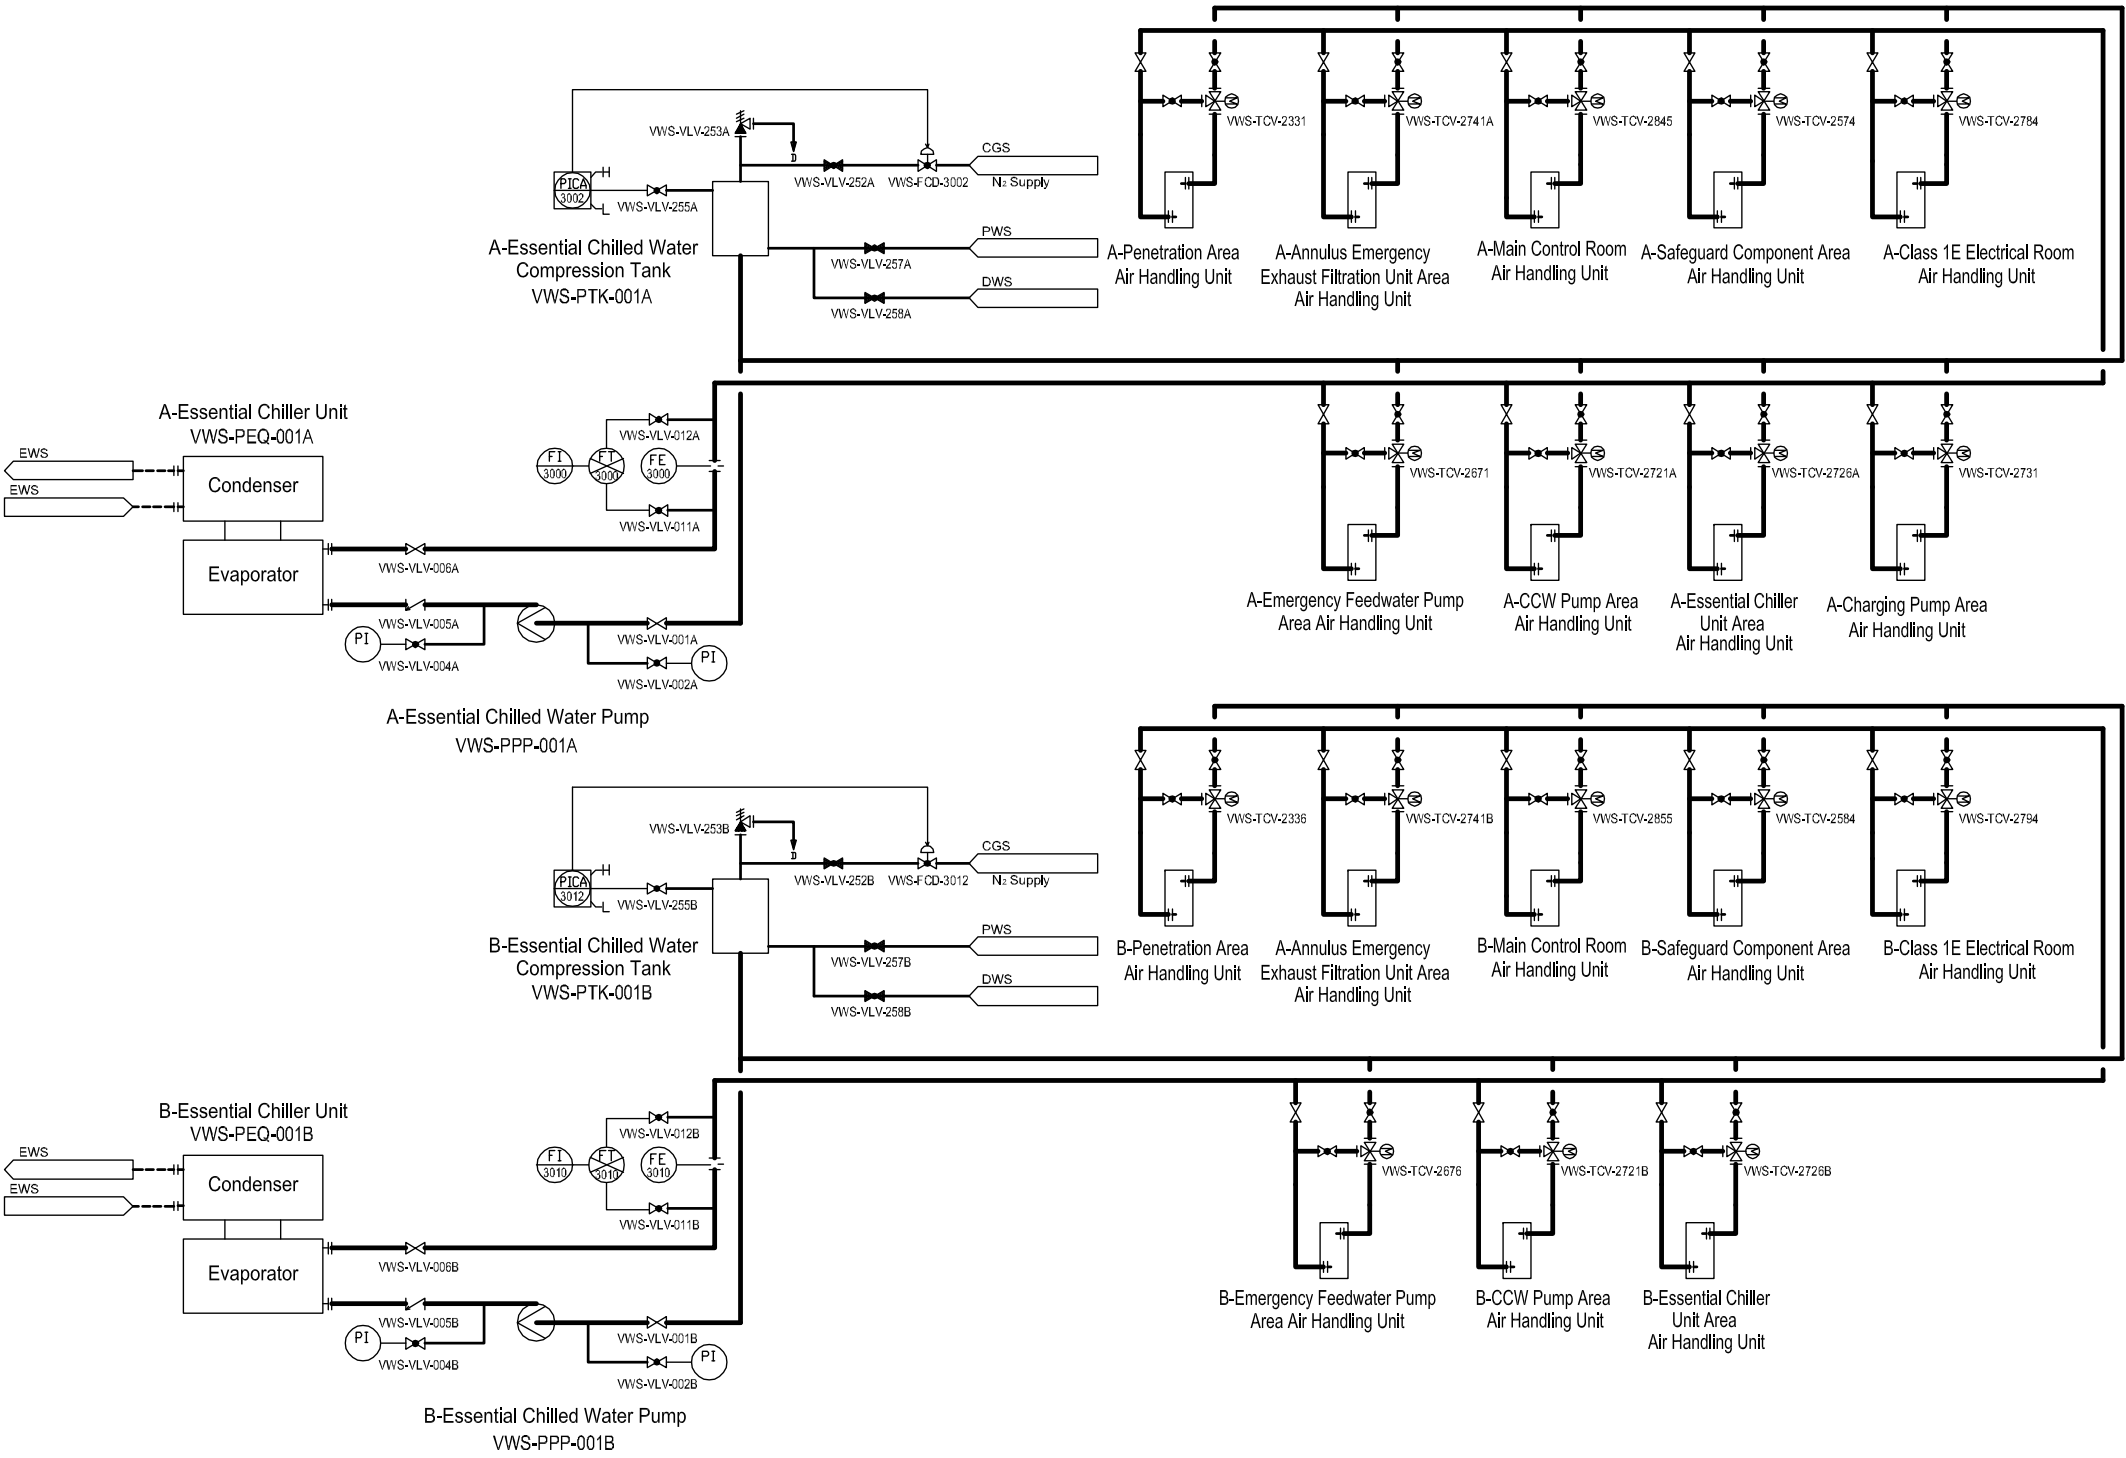 VWS-VLV-253A
D
CGS
N₂ Supply
VWS-VLV-252A
VWS-FCD-3002
PICA
3002
H
L
VWS-VLV-255A
PWS
VWS-VLV-257A
DWS
VWS-VLV-258A
A-Essential Chilled Water
Compression Tank
VWS-PTK-001A
M
VWS-TCV-2331
M
VWS-TCV-2741A
M
VWS-TCV-2845
M
VWS-TCV-2574
M
VWS-TCV-2784
A-Penetration Area
Air Handling Unit
A-Annulus Emergency
Exhaust Filtration Unit Area
Air Handling Unit
A-Main Control Room
Air Handling Unit
A-Safeguard Component Area
Air Handling Unit
A-Class 1E Electrical Room
Air Handling Unit
A-Essential Chiller Unit
VWS-PEQ-001A
EWS
EWS
Condenser
Evaporator
VWS-VLV-012A
FI
3000
FT
3000
FE
3000
VWS-VLV-011A
VWS-VLV-006A
VWS-VLV-005A
PI
VWS-VLV-004A
VWS-VLV-001A
PI
VWS-VLV-002A
A-Essential Chilled Water Pump
VWS-PPP-001A
M
VWS-TCV-2671
M
VWS-TCV-2721A
M
VWS-TCV-2726A
M
VWS-TCV-2731
A-Emergency Feedwater Pump
Area Air Handling Unit
A-CCW Pump Area
Air Handling Unit
A-Essential Chiller
Unit Area
Air Handling Unit
A-Charging Pump Area
Air Handling Unit
VWS-VLV-253B
D
CGS
N₂ Supply
VWS-VLV-252B
VWS-FCD-3012
PICA
3012
H
L
VWS-VLV-255B
PWS
VWS-VLV-257B
DWS
VWS-VLV-258B
B-Essential Chilled Water
Compression Tank
VWS-PTK-001B
M
VWS-TCV-2336
M
VWS-TCV-2741B
M
VWS-TCV-2855
M
VWS-TCV-2584
M
VWS-TCV-2794
B-Penetration Area
Air Handling Unit
A-Annulus Emergency
Exhaust Filtration Unit Area
Air Handling Unit
B-Main Control Room
Air Handling Unit
B-Safeguard Component Area
Air Handling Unit
B-Class 1E Electrical Room
Air Handling Unit
B-Essential Chiller Unit
VWS-PEQ-001B
EWS
EWS
Condenser
Evaporator
VWS-VLV-012B
FI
3010
FT
3010
FE
3010
VWS-VLV-011B
VWS-VLV-006B
VWS-VLV-005B
PI
VWS-VLV-004B
VWS-VLV-001B
PI
VWS-VLV-002B
B-Essential Chilled Water Pump
VWS-PPP-001B
M
VWS-TCV-2676
M
VWS-TCV-2721B
M
VWS-TCV-2726B
B-Emergency Feedwater Pump
Area Air Handling Unit
B-CCW Pump Area
Air Handling Unit
B-Essential Chiller
Unit Area
Air Handling Unit